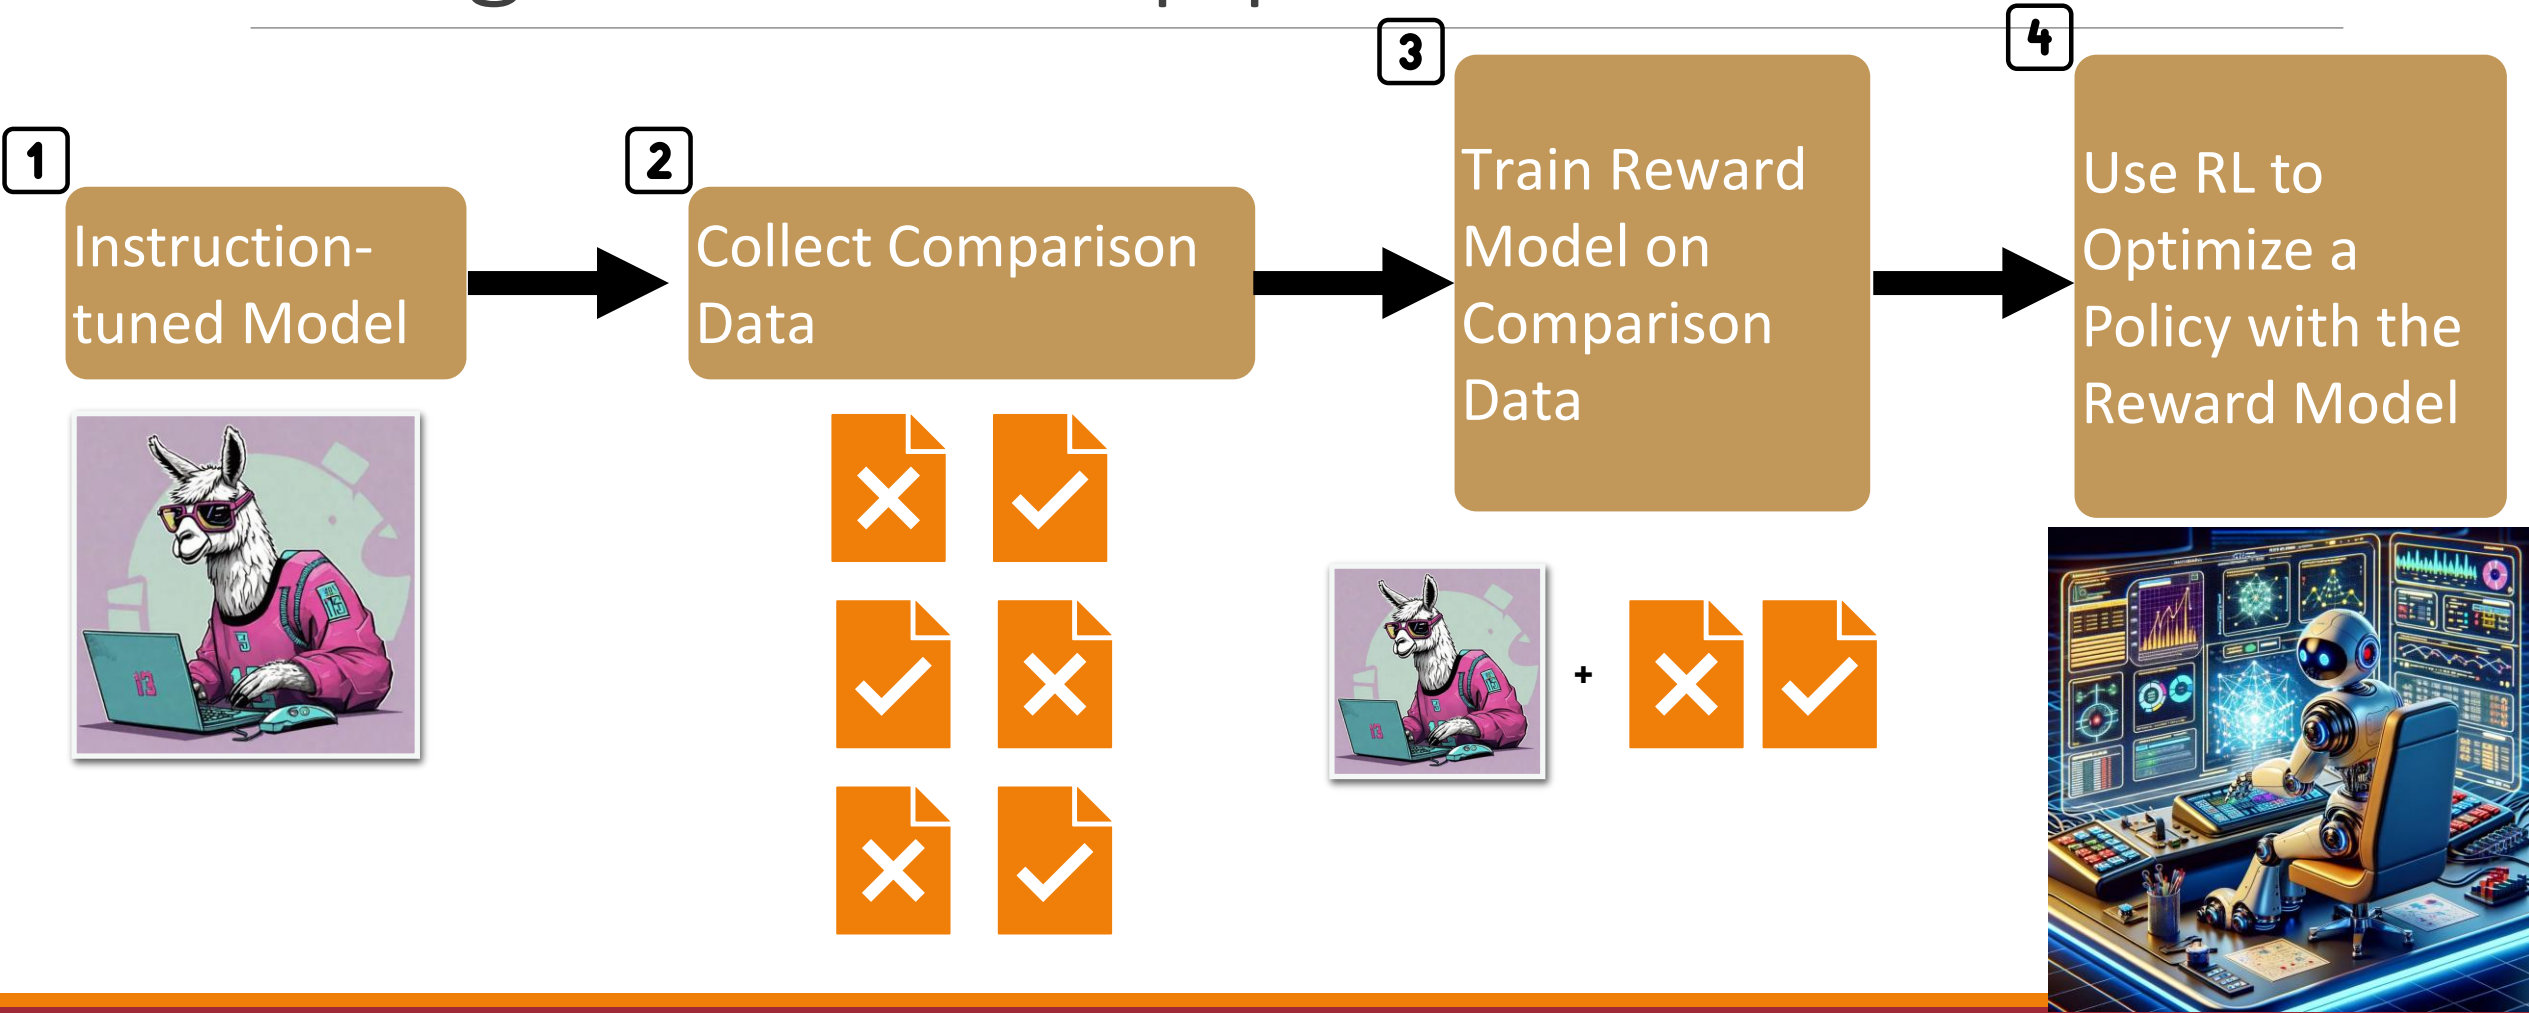 1
Instruction-
tuned Model
2
Collect Comparison
Data
3
Train Reward
Model on
Comparison
Data
+
4
Use RL to
Optimize a
Policy with the
Reward Model
i3